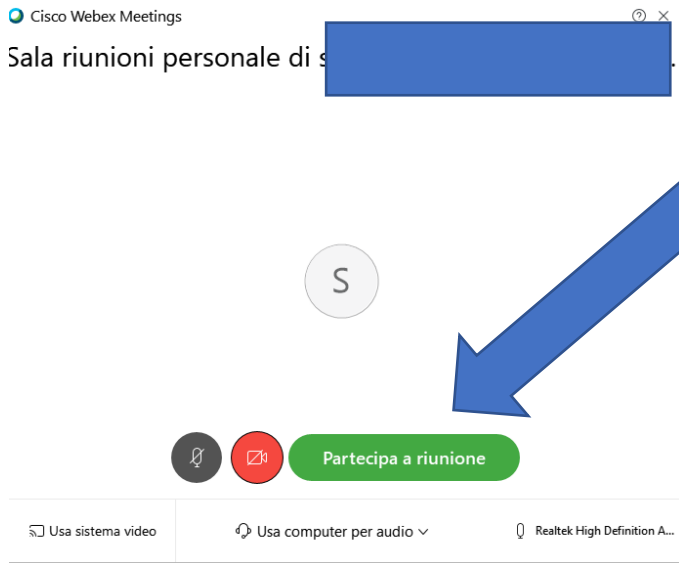 Cisco Webex Meetings
Sala riunioni personale di s
S
Partecipa a riunione
Usa sistema video
Usa computer per audio
Realtek High Definition A...